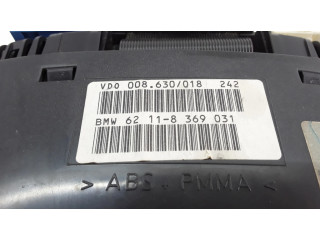 VDO 008.630/018 242
BMW 62 11-8 369 031
> ABS . PMMA <